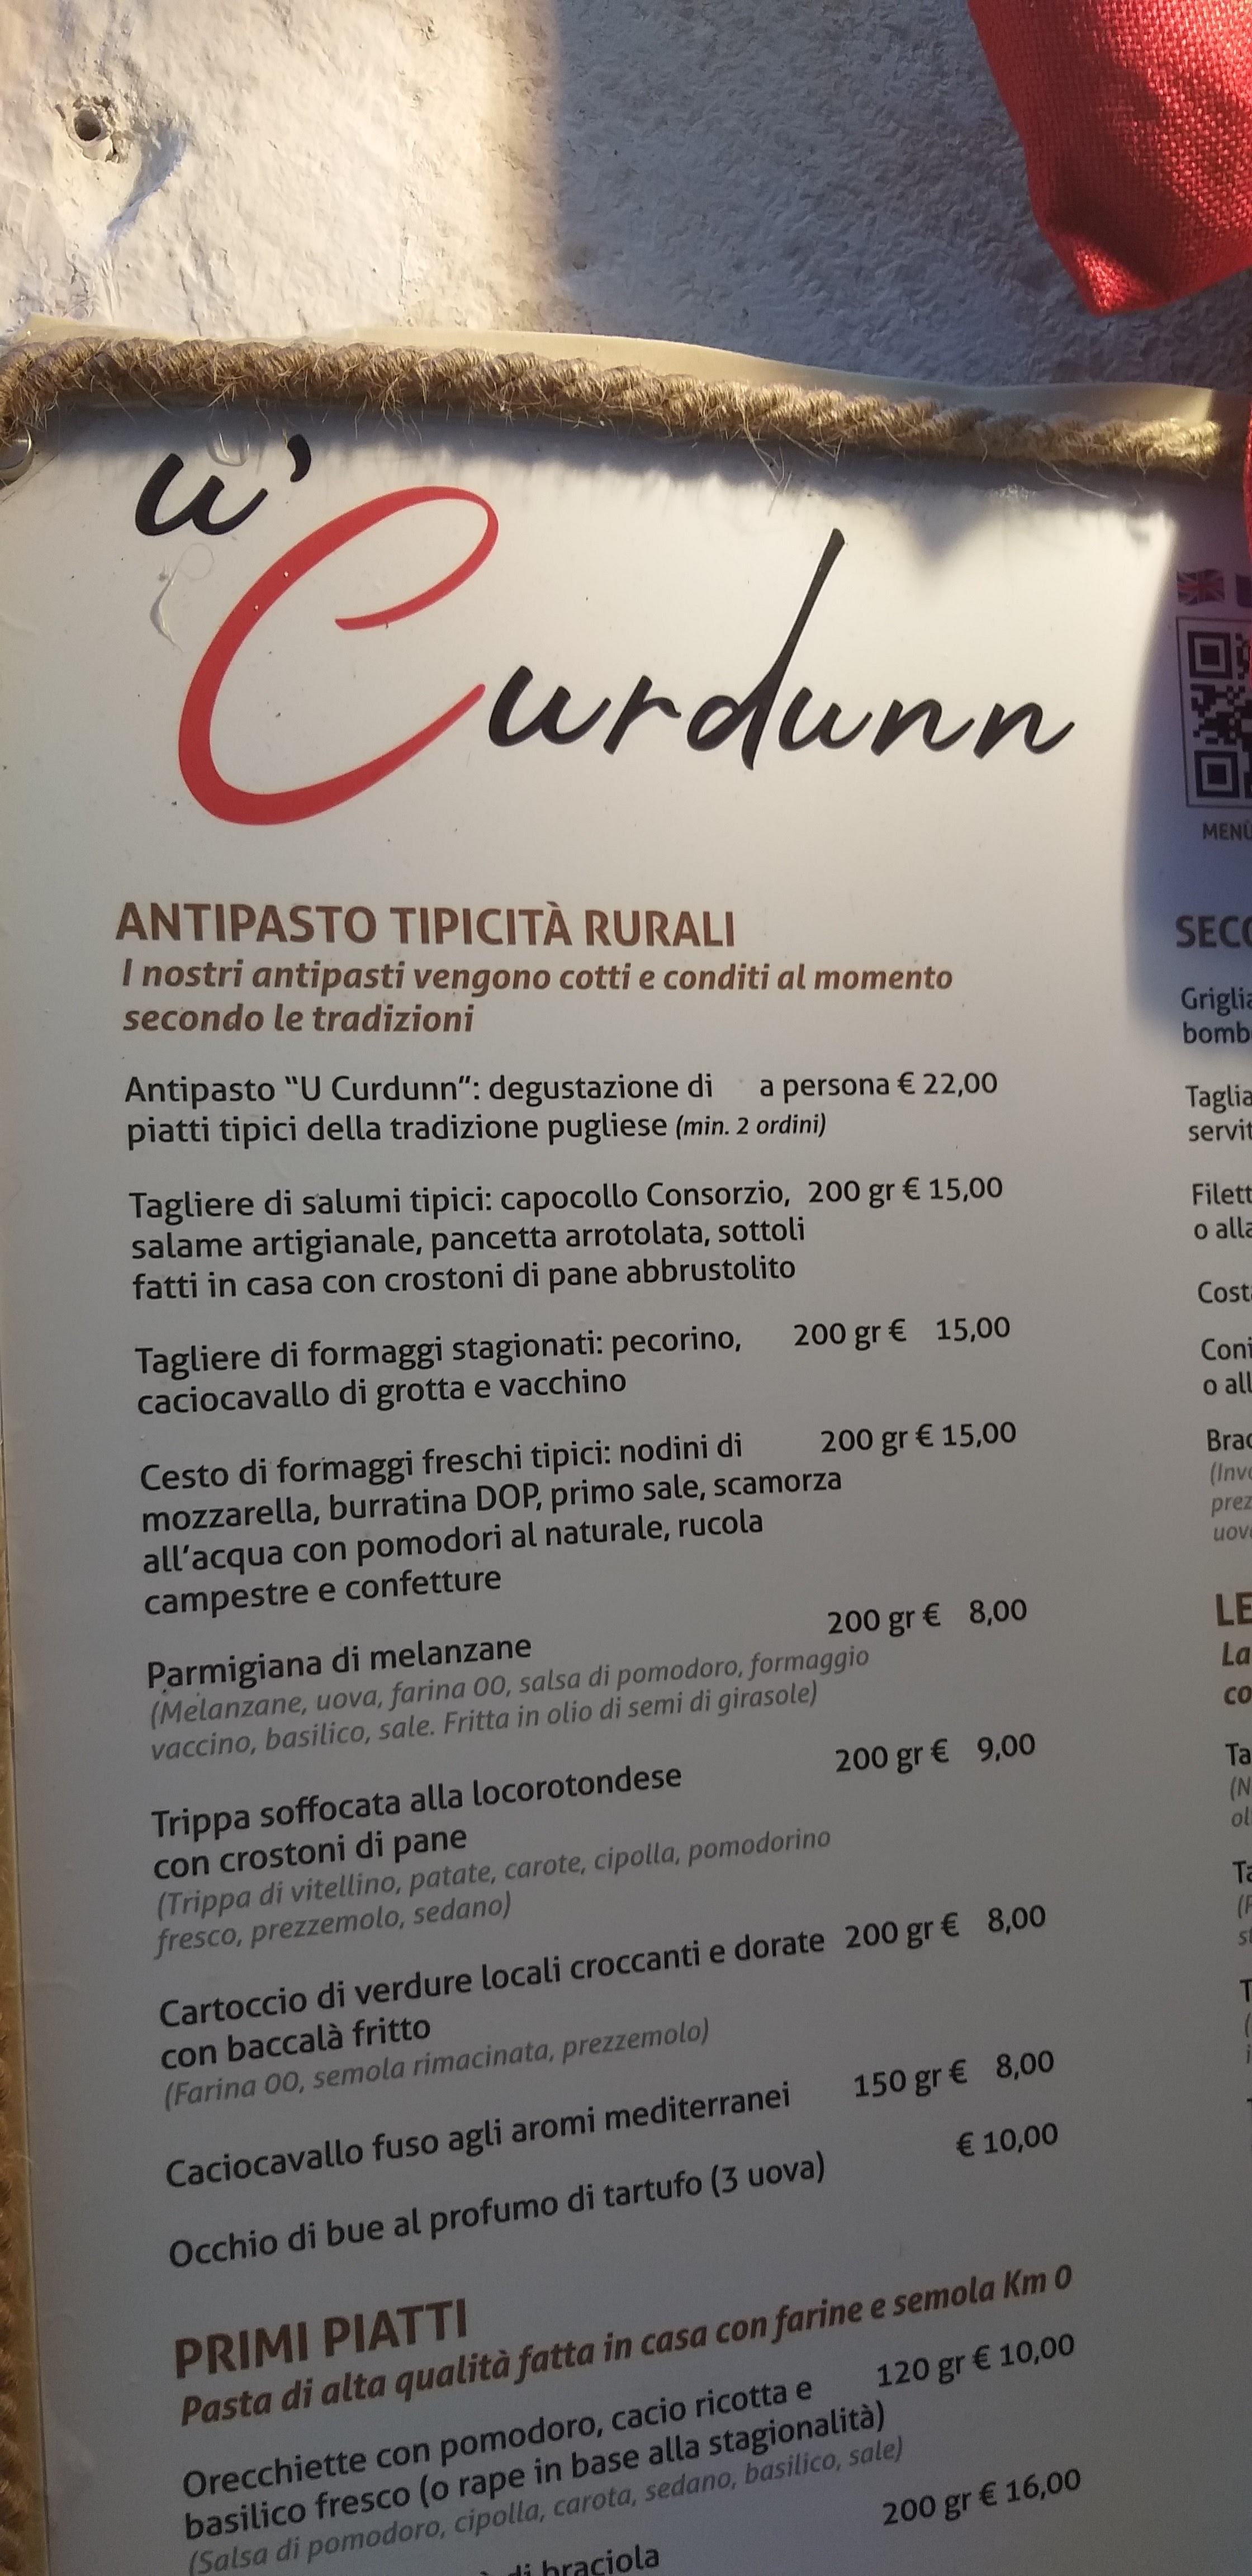 u'
Curdunn
ANTIPASTO TIPICITÀ RURALI
I nostri antipasti vengono cotti e conditi al momento
secondo le tradizioni
Antipasto “U Curdunn”: degustazione di a persona € 22,00
piatti tipici della tradizione pugliese (min. 2 ordini)
Tagliere di salumi tipici: capocollo Consorzio, 200 gr € 15,00
salame artigianale, pancetta arrotolata, sottoli
fatti in casa con crostoni di pane abbrustolito
Tagliere di formaggi stagionati: pecorino, 200 gr € 15,00
caciocavallo di grotta e vacchino
Cesto di formaggi freschi tipici: nodini di 200 gr € 15,00
mozzarella, burratina DOP, primo sale, scamorza
all’acqua con pomodori al naturale, rucola
campestre e confetture
Parmigiana di melanzane 200 gr € 8,00
(Melanzane, uova, farina 00, salsa di pomodoro, formaggio
vaccino, basilico, sale. Fritta in olio di semi di girasole)
Trippa soffocata alla locorotondese 200 gr € 9,00
con crostoni di pane
(Trippa di vitellino, patate, carote, cipolla, pomodorino
fresco, prezzemolo, sedano)
Cartoccio di verdure locali croccanti e dorate 200 gr € 8,00
con baccalà fritto
(Farina 00, semola rimacinata, prezzemolo)
Caciocavallo fuso agli aromi mediterranei 150 gr € 8,00
Occhio di bue al profumo di tartufo (3 uova) € 10,00
PRIMI PIATTI
Pasta di alta qualità fatta in casa con farine e semola Km 0
Orecchiette con pomodoro, cacio ricotta e 120 gr € 10,00
basilico fresco (o rape in base alla stagionalità)
(Salsa di pomodoro, cipolla, carota, sedano, basilico, sale)
200 gr € 16,00
di braciola
MENÙ
o
o
La